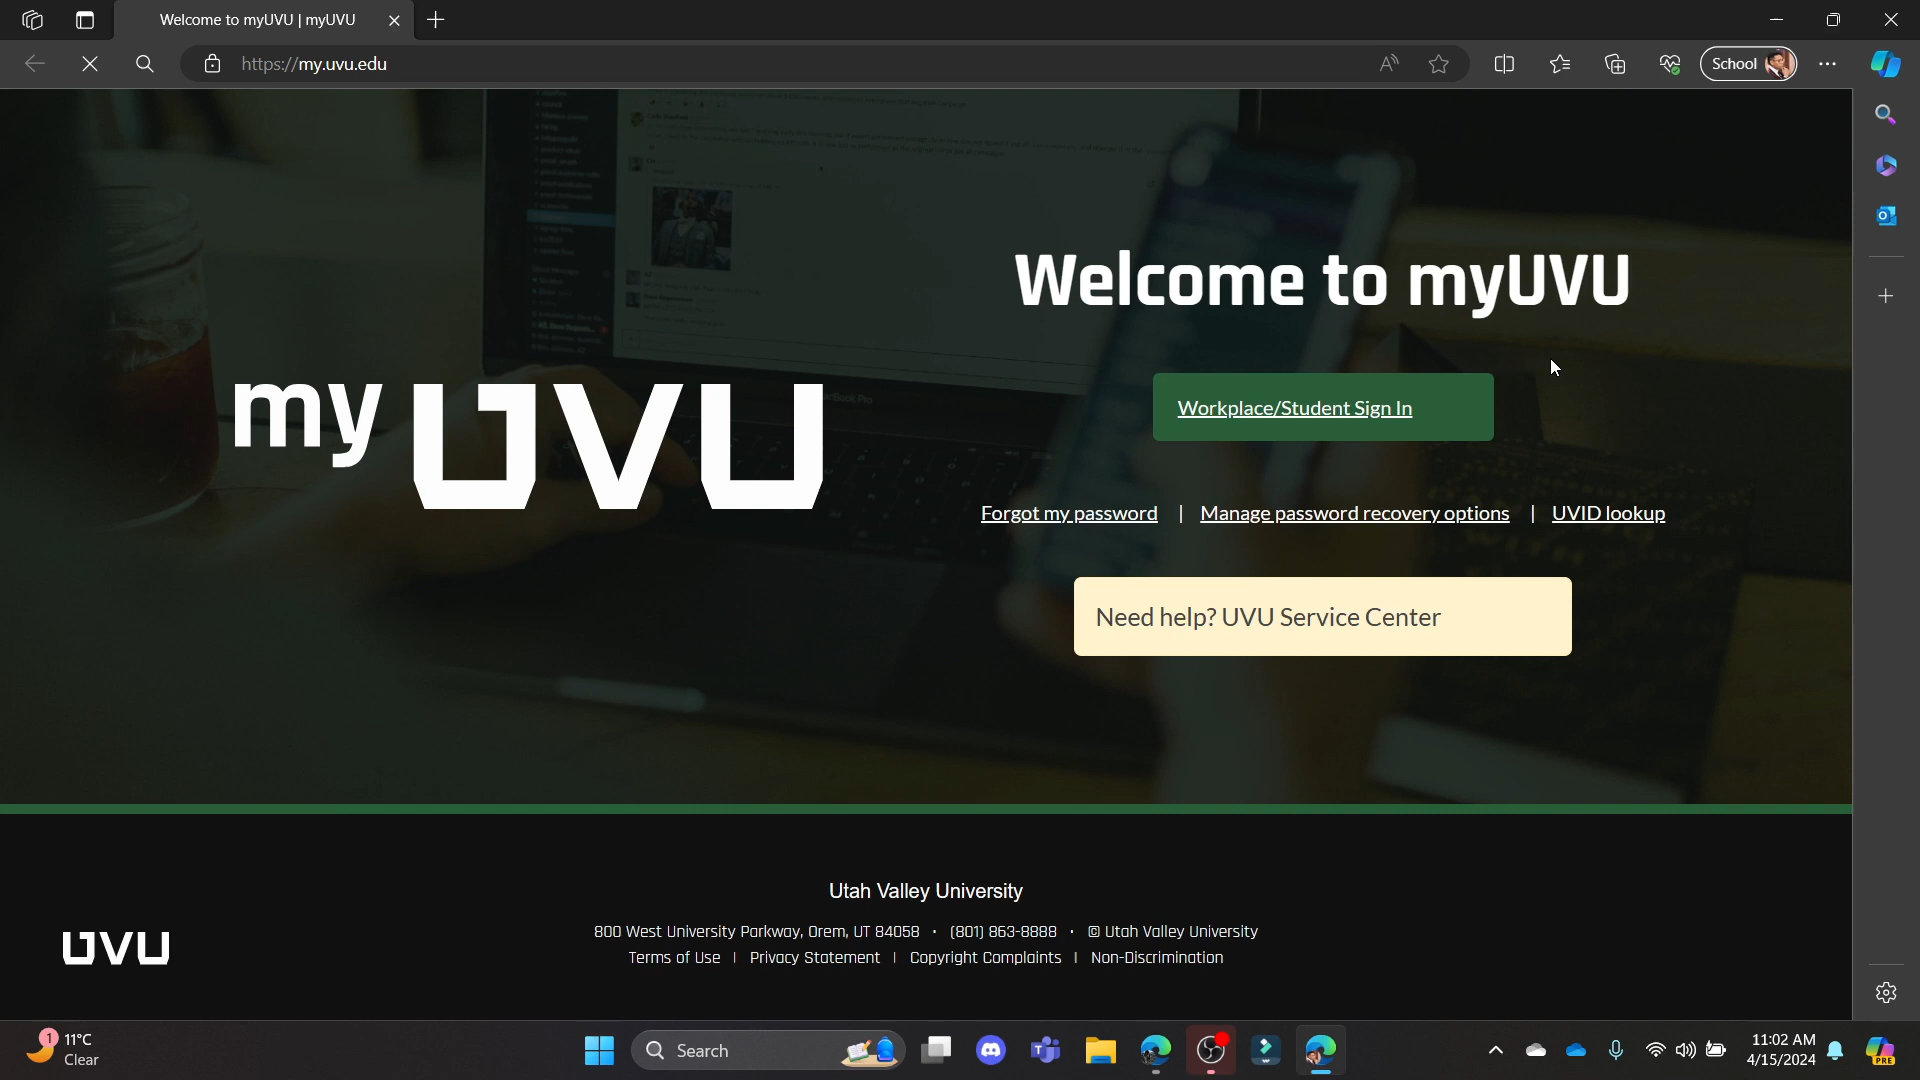 Welcome to myUVU | myUVU
https://my.uvu.edu
School
Welcome to myUVU
my UVU
Workplace/Student Sign In
Forgot my password | Manage password recovery options | UVID lookup
Need help? UVU Service Center
Utah Valley University
800 West University Parkway, Orem, UT 84058 · (801) 863-8888 · © Utah Valley University
Terms of Use | Privacy Statement | Copyright Complaints | Non-Discrimination
UVU
1
11°C
Clear
Search
11:02 AM
4/15/2024
PRE